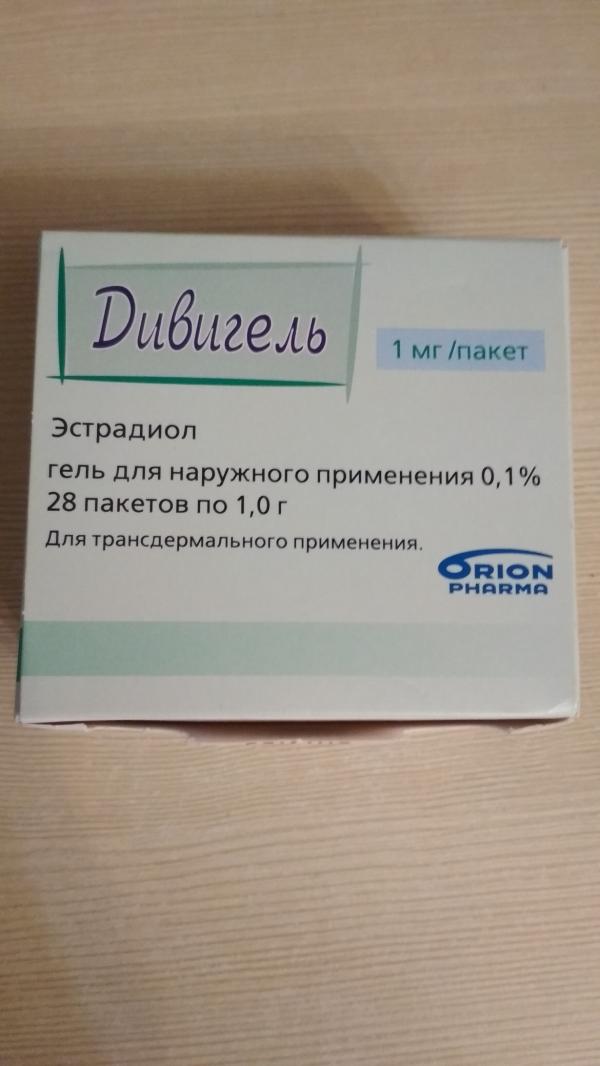 Дивигель
1 мг /пакет
Эстрадиол
гель для наружного применения 0,1%
28 пакетов по 1,0 г
Для трансдермального применения.
ORION
PHARMA